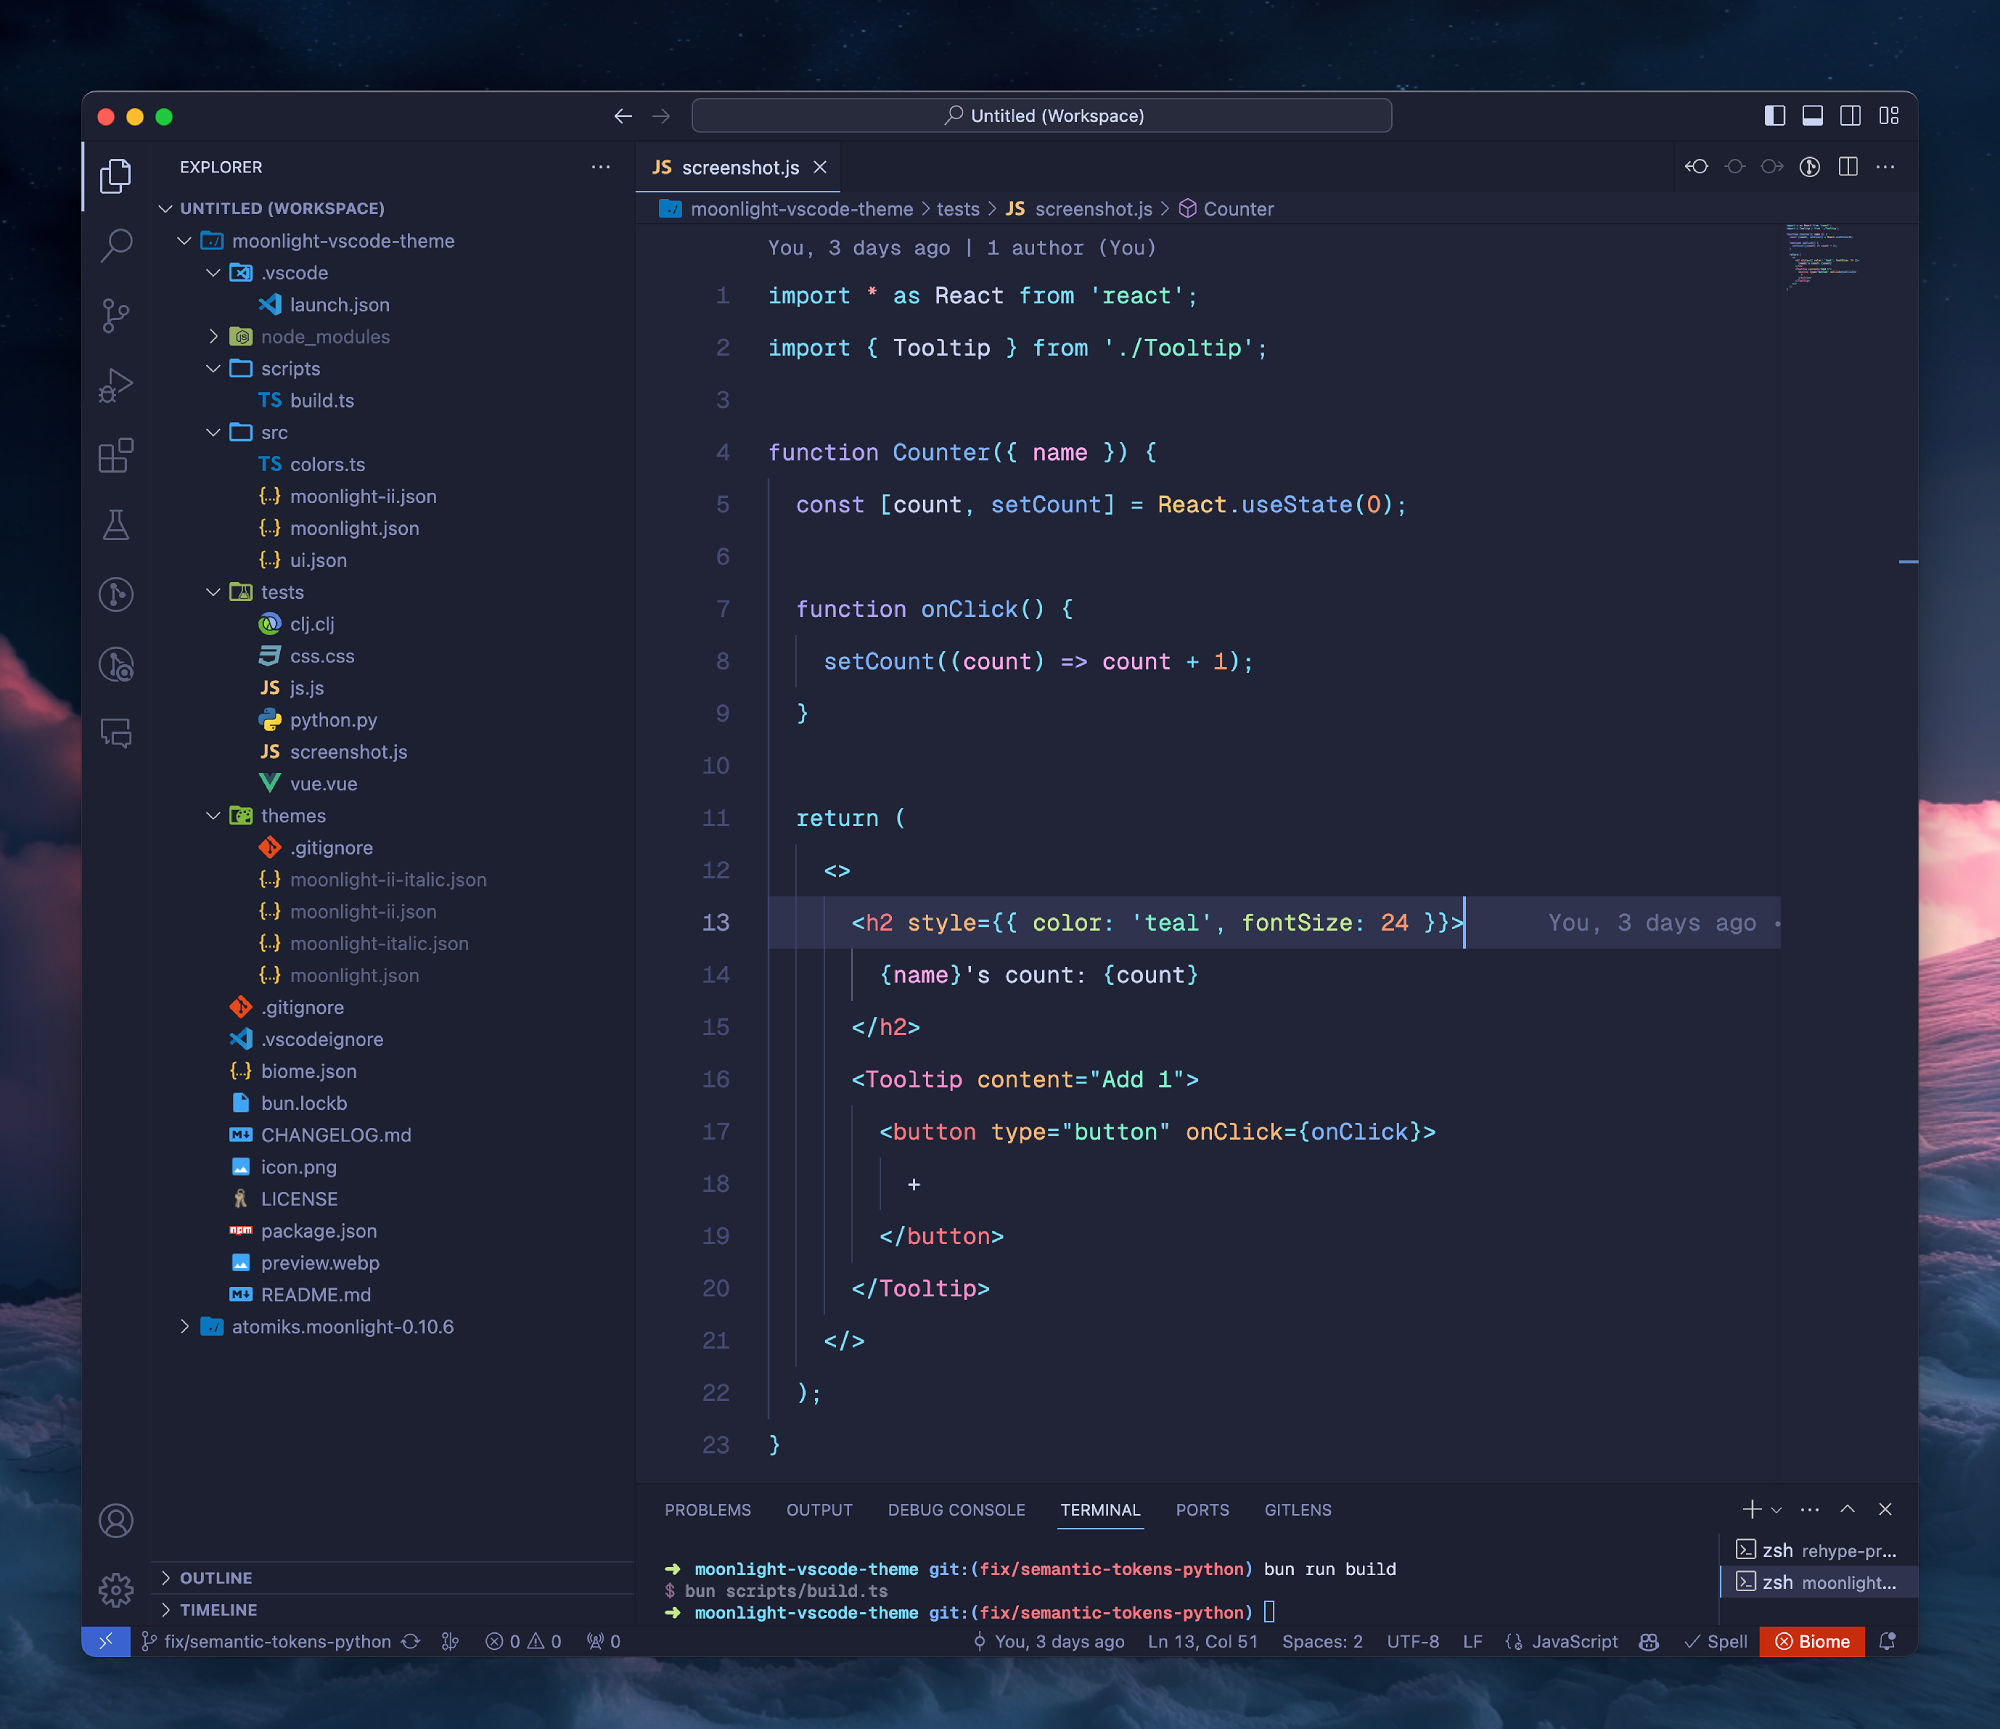 Untitled (Workspace)
EXPLORER
UNTITLED (WORKSPACE)
moonlight-vscode-theme
.vscode
launch.json
node_modules
scripts
TS build.ts
src
TS colors.ts
{..} moonlight-ii.json
{..} moonlight.json
{..} ui.json
tests
clj.clj
css.css
JS js.js
python.py
JS screenshot.js
vue.vue
themes
.gitignore
{..} moonlight-ii-italic.json
{..} moonlight-ii.json
{..} moonlight-italic.json
{..} moonlight.json
.gitignore
.vscodeignore
{..} biome.json
bun.lockb
CHANGELOG.md
icon.png
LICENSE
npm package.json
preview.webp
README.md
atomiks.moonlight-0.10.6
OUTLINE
TIMELINE
JS screenshot.js
moonlight-vscode-theme > tests > JS screenshot.js > Counter
You, 3 days ago | 1 author (You)
1 import * as React from 'react';
2 import { Tooltip } from './Tooltip';
3
4 function Counter({ name }) {
5 const [count, setCount] = React.useState(0);
6
7 function onClick() {
8 setCount((count) => count + 1);
9 }
10
11 return (
12 <>
13 <h2 style={{ color: 'teal', fontSize: 24 }}> You, 3 days ago •
14 {name}'s count: {count}
15 </h2>
16 <Tooltip content="Add 1">
17 <button type="button" onClick={onClick}>
18 +
19 </button>
20 </Tooltip>
21 </>
22 );
23 }
PROBLEMS OUTPUT DEBUG CONSOLE TERMINAL PORTS GITLENS
➜ moonlight-vscode-theme git:(fix/semantic-tokens-python) bun run build
$ bun scripts/build.ts
➜ moonlight-vscode-theme git:(fix/semantic-tokens-python)
zsh rehype-pr...
zsh moonlight...
fix/semantic-tokens-python 0 0 0 You, 3 days ago Ln 13, Col 51 Spaces: 2 UTF-8 LF JavaScript Spell Biome